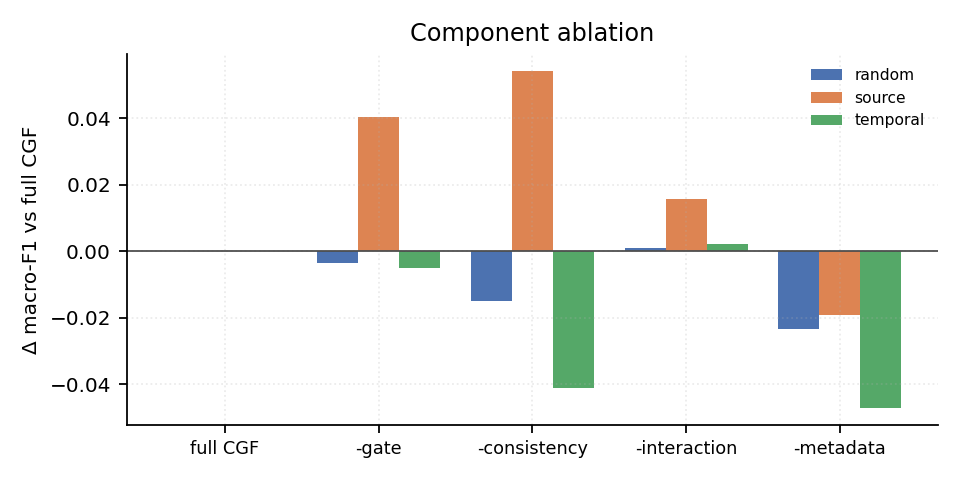 Component ablation
random
source
temporal
Δ macro-F1 vs full CGF
0.04
0.02
0.00
−0.02
−0.04
full CGF
-gate
-consistency
-interaction
-metadata